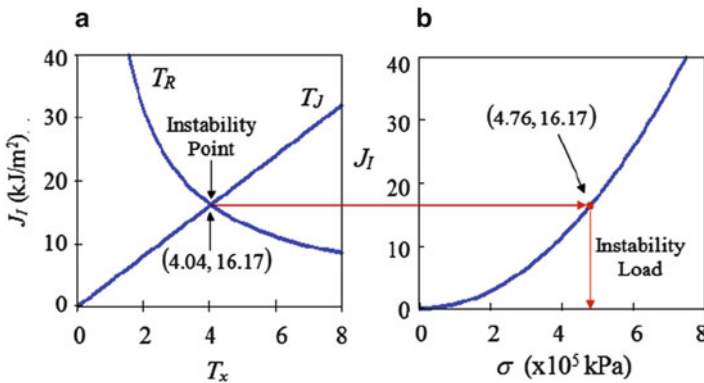 a
40
30
20
10
0
J_I (kJ/m²)..
T_R
T_J
Instability
Point
(4.04, 16.17)
0 2 4 6 8
T_x
b
40
30
20
10
0
J_I
(4.76, 16.17)
Instability
Load
0 2 4 6 8
σ (x10⁵ kPa)